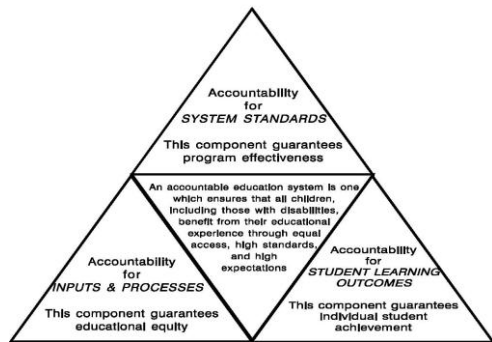 Accountability
for
SYSTEM STANDARDS
This component guarantees
program effectiveness
An accountable education system is one
which ensures that all children,
including those with disabilities,
benefit from their educational
experience through equal
access, high standards,
and high
expectations
Accountability
for
INPUTS & PROCESSES
This component guarantees
educational equity
Accountability
for
STUDENT LEARNING
OUTCOMES
This component guarantees
individual student
achievement